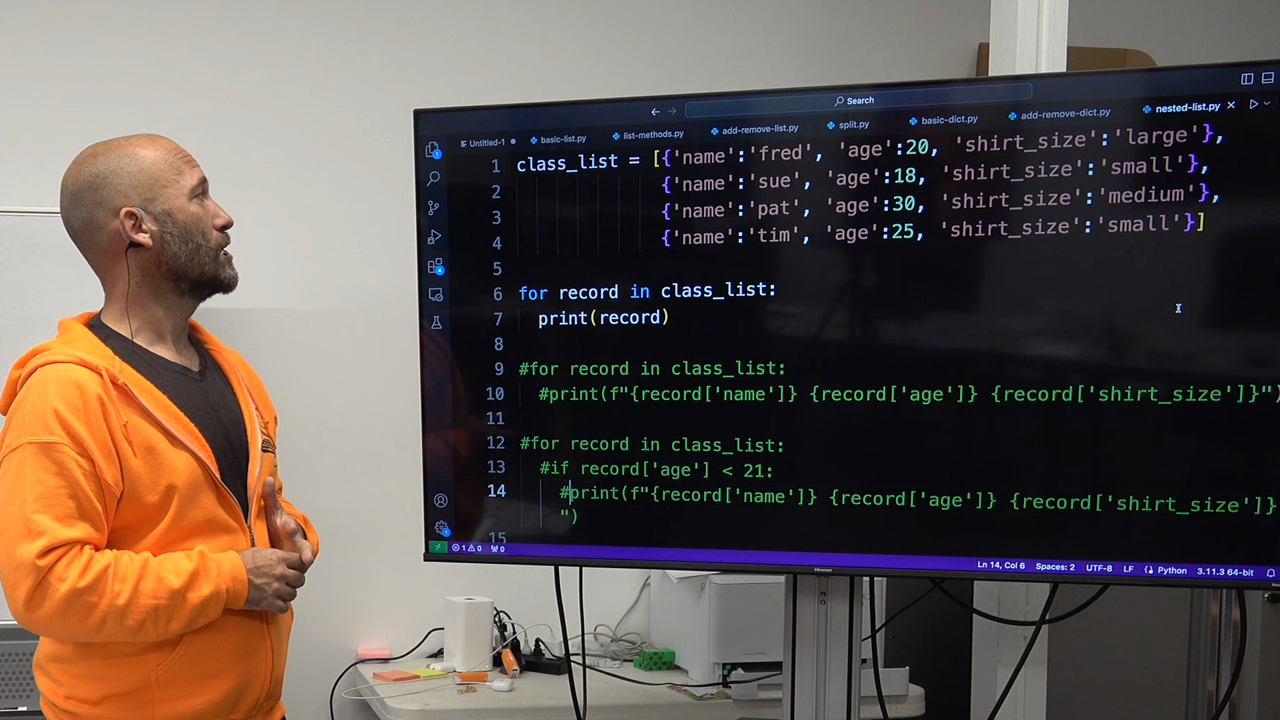 Search
Untitled-1
basic-list.py
list-methods.py
add-remove-list.py
split.py
basic-dict.py
add-remove-dict.py
nested-list.py
1 class_list = [{'name':'fred', 'age':20, 'shirt_size':'large'},
2 {'name':'sue', 'age':18, 'shirt_size':'small'},
3 {'name':'pat', 'age':30, 'shirt_size':'medium'},
4 {'name':'tim', 'age':25, 'shirt_size':'small'}]
5
6 for record in class_list:
7 print(record)
8
9 #for record in class_list:
10 #print(f"{record['name']} {record['age']} {record['shirt_size']}")
11
12 #for record in class_list:
13 #if record['age'] < 21:
14 #print(f"{record['name']} {record['age']} {record['shirt_size']}
")
15
1 0 0
Ln 14, Col 6 Spaces: 2 UTF-8 LF Python 3.11.3 64-bit
Hisense